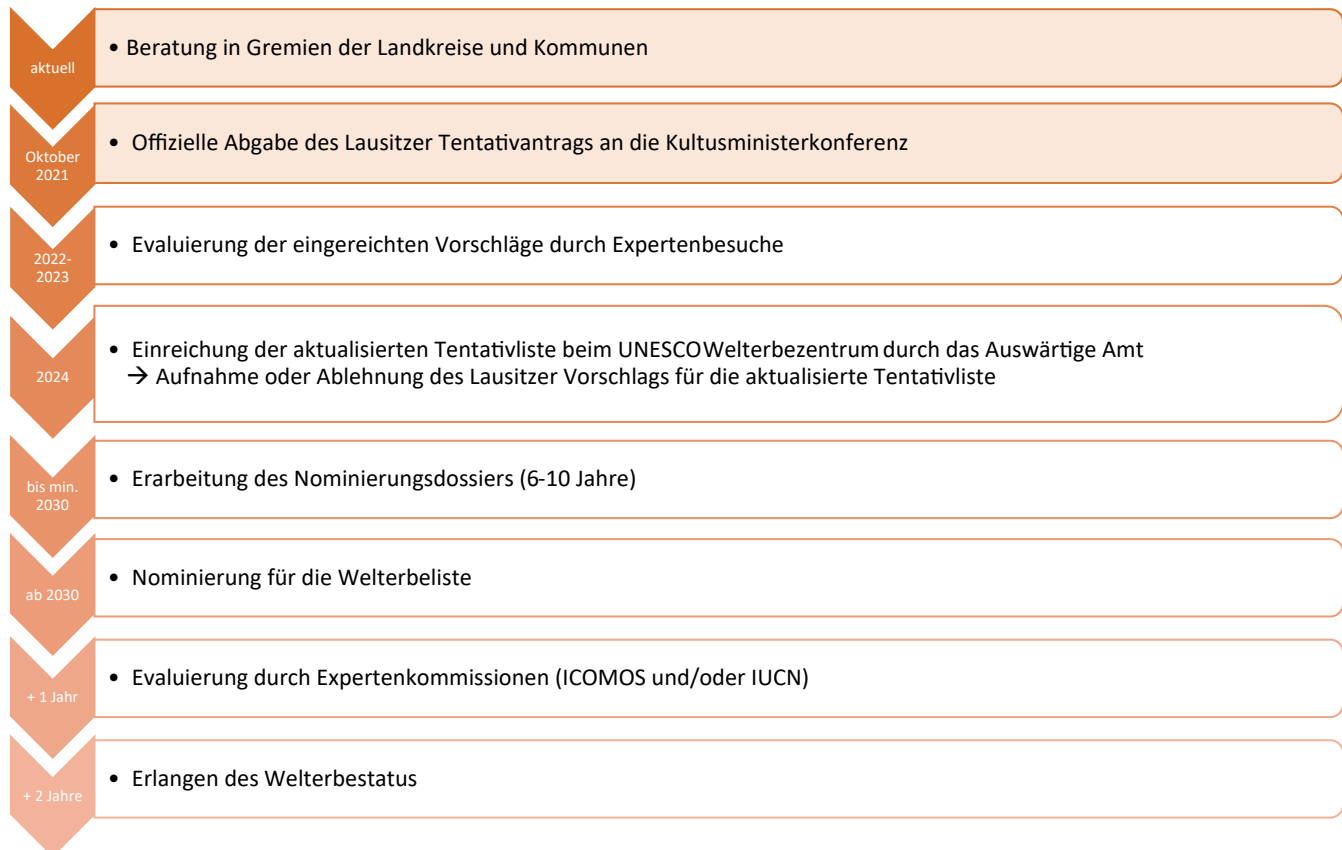 aktuell
• Beratung in Gremien der Landkreise und Kommunen
Oktober
2021
• Offizielle Abgabe des Lausitzer Tentativantrags an die Kultusministerkonferenz
2022-
2023
• Evaluierung der eingereichten Vorschläge durch Expertenbesuche
2024
• Einreichung der aktualisierten Tentativliste beim UNESCOWelterbezentrum durch das Auswärtige Amt
→ Aufnahme oder Ablehnung des Lausitzer Vorschlags für die aktualisierte Tentativliste
bis min.
2030
• Erarbeitung des Nominierungsdossiers (6-10 Jahre)
ab 2030
• Nominierung für die Welterbeliste
+ 1 Jahr
• Evaluierung durch Expertenkommissionen (ICOMOS und/oder IUCN)
+ 2 Jahre
• Erlangen des Welterbestatus